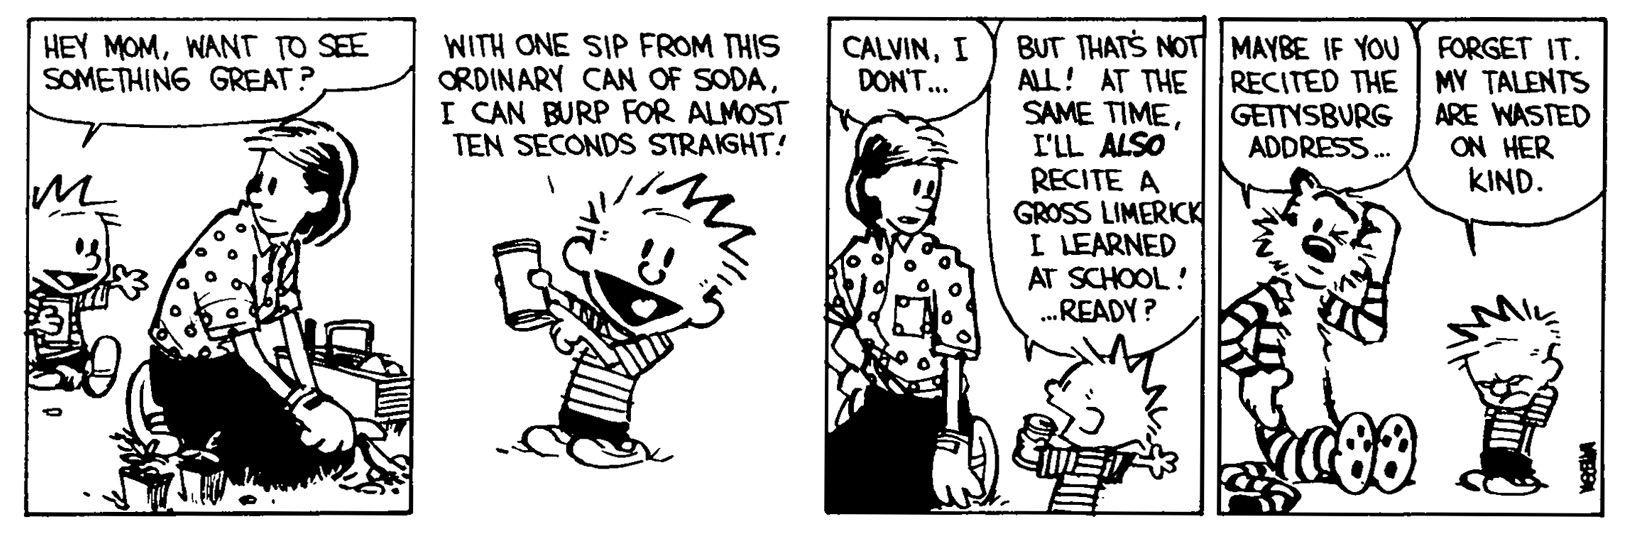 HEY MOM, WANT TO SEE
SOMETHING GREAT?
WITH ONE SIP FROM THIS
ORDINARY CAN OF SODA,
I CAN BURP FOR ALMOST
TEN SECONDS STRAIGHT!
CALVIN, I
DON'T...
BUT THAT'S NOT
ALL! AT THE
SAME TIME,
I'LL ALSO
RECITE A
GROSS LIMERICK
I LEARNED
AT SCHOOL!
...READY?
MAYBE IF YOU
RECITED THE
GETTYSBURG
ADDRESS...
FORGET IT.
MY TALENTS
ARE WASTED
ON HER
KIND.